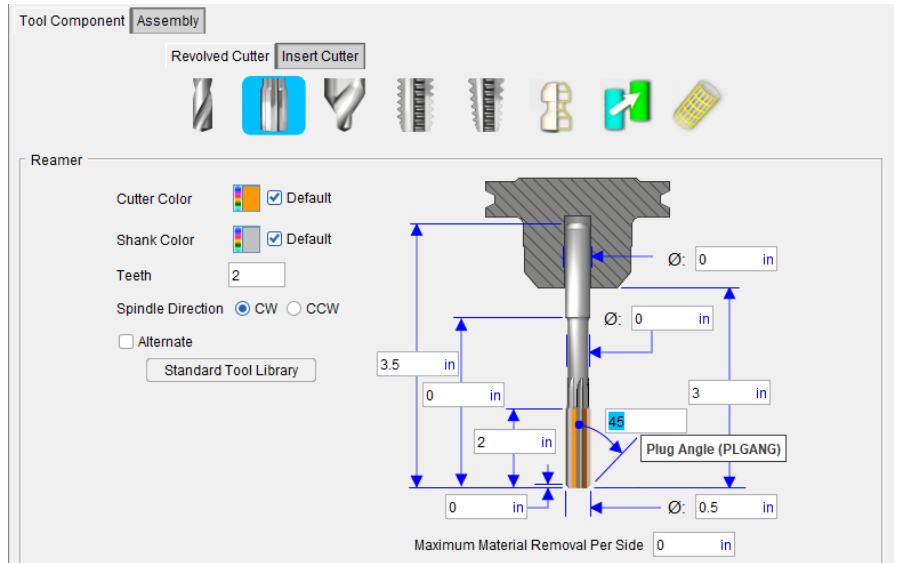 Tool Component Assembly
Revolved Cutter Insert Cutter
Reamer
Cutter Color Default
Shank Color Default
Teeth 2
Spindle Direction CW CCW
Alternate
Standard Tool Library
Ø: 0 in
Ø: 0 in
3.5 in
0 in
3 in
45
2 in
Plug Angle (PLGANG)
0 in
Ø: 0.5 in
Maximum Material Removal Per Side 0 in